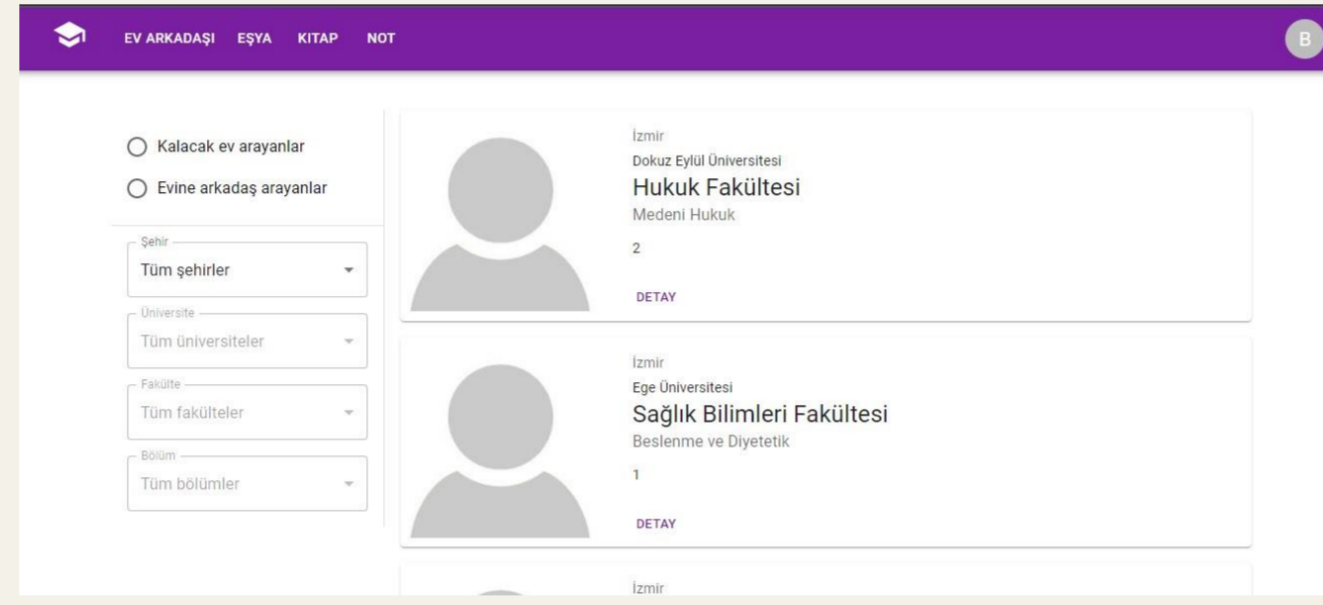 EV ARKADAŞI EŞYA KITAP NOT
B
Kalacak ev arayanlar
Evine arkadaş arayanlar
Şehir
Tüm şehirler
Üniversite
Tüm üniversiteler
Fakülte
Tüm fakülteler
Bölüm
Tüm bölümler
İzmir
Dokuz Eylül Üniversitesi
Hukuk Fakültesi
Medeni Hukuk
2
DETAY
İzmir
Ege Üniversitesi
Sağlık Bilimleri Fakültesi
Beslenme ve Diyetetik
1
DETAY
İzmir